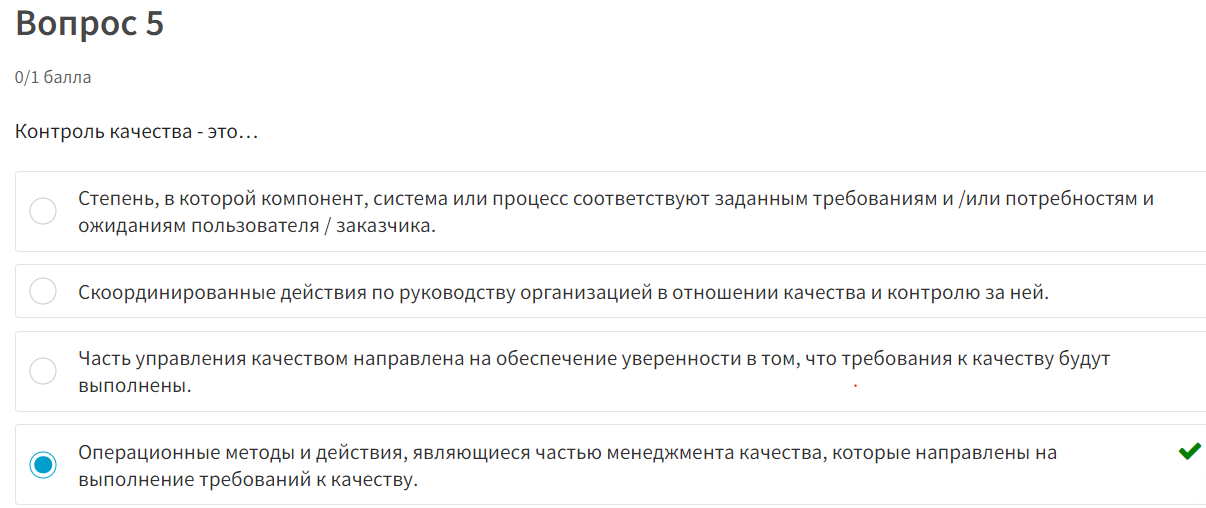 Вопрос 5
0/1 балла
Контроль качества - это…
Степень, в которой компонент, система или процесс соответствуют заданным требованиям и /или потребностям и
ожиданиям пользователя / заказчика.
Скоординированные действия по руководству организацией в отношении качества и контролю за ней.
Часть управления качеством направлена на обеспечение уверенности в том, что требования к качеству будут
выполнены.
Операционные методы и действия, являющиеся частью менеджмента качества, которые направлены на
выполнение требований к качеству.